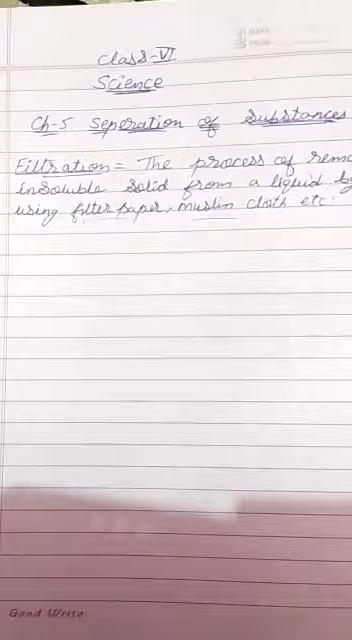 Class-VI
Science
Ch-5 Seperation of Substances
Filtration = The process of remo
insoluble solid from a liquid by
using filter paper, muslin cloth etc.
Good Write